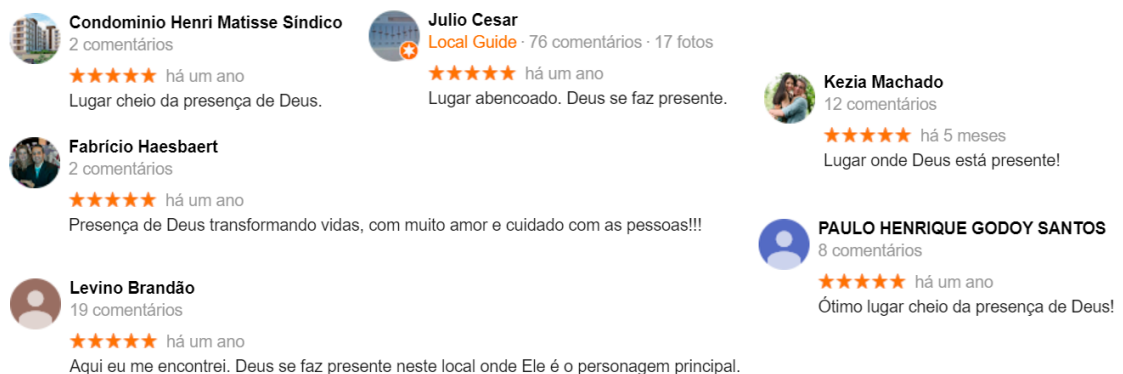 Condominio Henri Matisse Síndico
2 comentários
há um ano
Lugar cheio da presença de Deus.
Julio Cesar
Local Guide · 76 comentários · 17 fotos
há um ano
Lugar abencoado. Deus se faz presente.
Kezia Machado
12 comentários
há 5 meses
Lugar onde Deus está presente!
Fabrício Haesbaert
2 comentários
há um ano
Presença de Deus transformando vidas, com muito amor e cuidado com as pessoas!!!
PAULO HENRIQUE GODOY SANTOS
8 comentários
há um ano
Ótimo lugar cheio da presença de Deus!
Levino Brandão
19 comentários
há um ano
Aqui eu me encontrei. Deus se faz presente neste local onde Ele é o personagem principal.